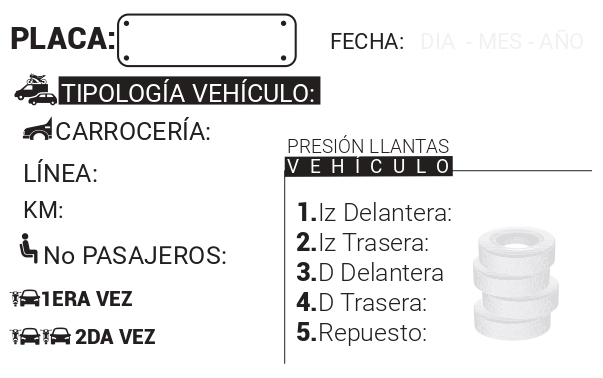 PLACA:
FECHA: DIA - MES - AÑO
TIPOLOGÍA VEHÍCULO:
CARROCERÍA:
LÍNEA:
KM:
No PASAJEROS:
1ERA VEZ
2DA VEZ
PRESIÓN LLANTAS
VEHÍCULO
1.Iz Delantera:
2.Iz Trasera:
3.D Delantera
4.D Trasera:
5.Repuesto: